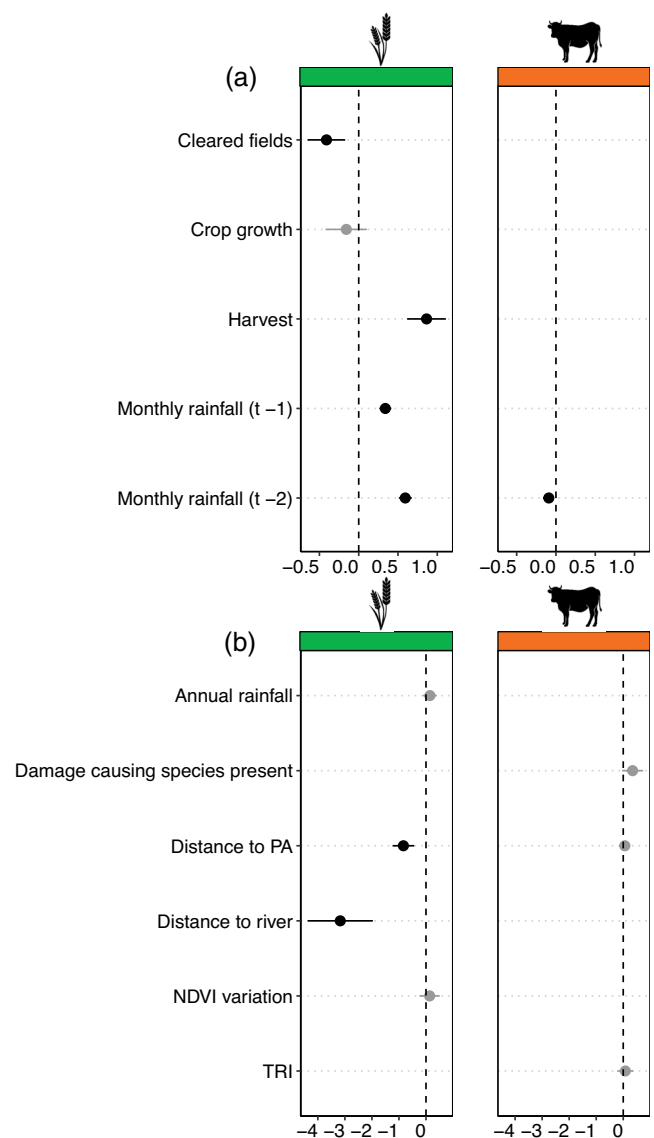 (a)
Cleared fields
Crop growth
Harvest
Monthly rainfall (t −1)
Monthly rainfall (t −2)
−0.5 0.0 0.5 1.0
−0.5 0.0 0.5 1.0
(b)
Annual rainfall
Damage causing species present
Distance to PA
Distance to river
NDVI variation
TRI
−4 −3 −2 −1 0
−4 −3 −2 −1 0